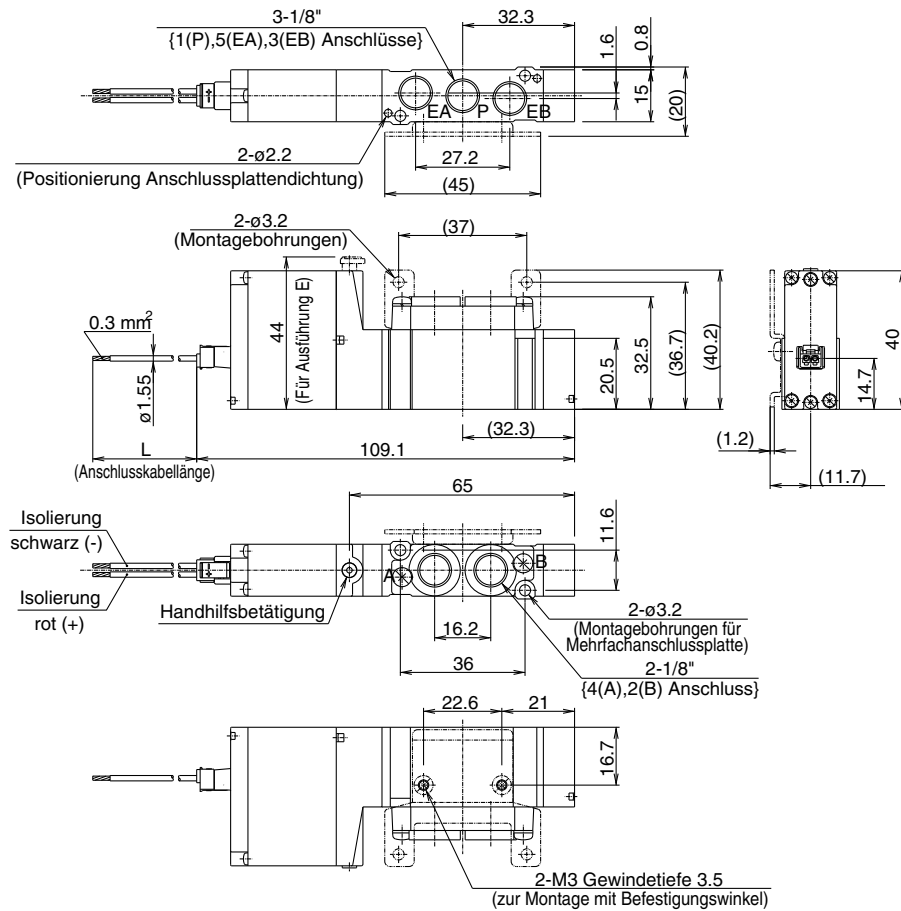 3-1/8"
{1(P),5(EA),3(EB) Anschlüsse}
32.3
1.6
0.8
15
(20)
EA
P
EB
2-ø2.2
(Positionierung Anschlussplattendichtung)
27.2
(45)
2-ø3.2
(Montagebohrungen)
(37)
0.3 mm²
ø1.55
44
(Für Ausführung E)
20.5
32.5
(36.7)
(40.2)
40
14.7
(1.2)
(11.7)
(32.3)
L
(Anschlusskabellänge)
109.1
65
11.6
Isolierung
schwarz (-)
Isolierung
rot (+)
A
B
Handhilfsbetätigung
16.2
36
2-ø3.2
(Montagebohrungen für
Mehrfachanschlussplatte)
2-1/8"
{4(A),2(B) Anschluss}
22.6
21
16.7
2-M3 Gewindetiefe 3.5
(zur Montage mit Befestigungswinkel)